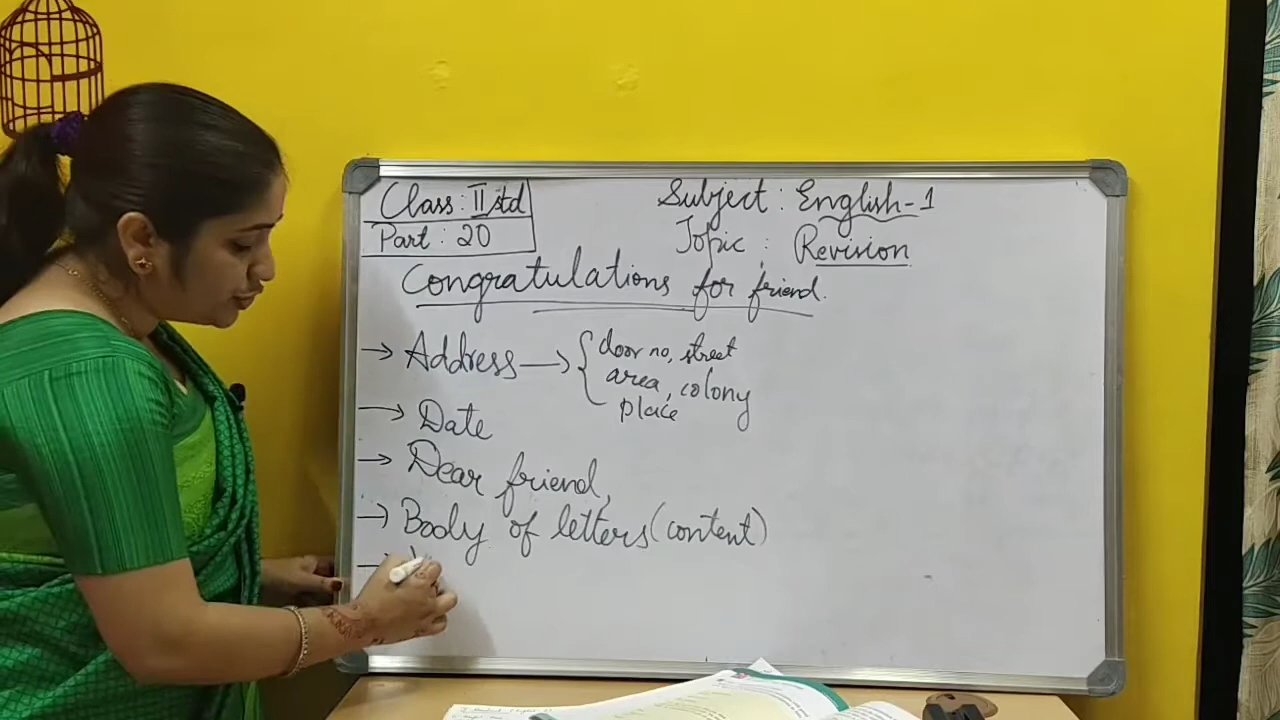 Class: II std
Part: 20
Subject: English-1
Topic: Revision
Congratulations for friend.
→ Address → { door no, street
area, colony
place
→ Date
→ Dear friend,
→ Body of letters (content)
→